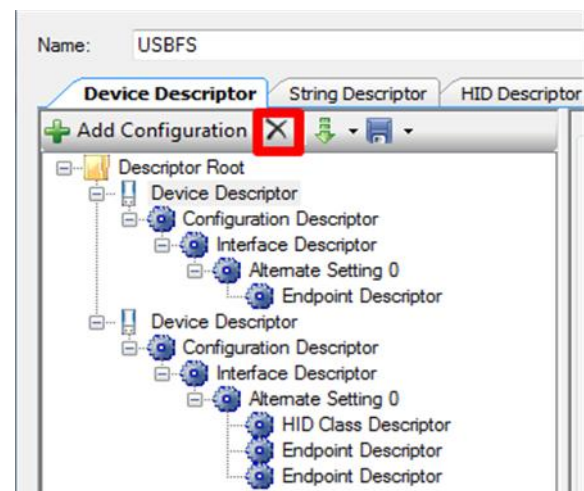 Name: USBFS
Device Descriptor String Descriptor HID Descriptor
Add Configuration
Descriptor Root
Device Descriptor
Configuration Descriptor
Interface Descriptor
Alternate Setting 0
Endpoint Descriptor
Device Descriptor
Configuration Descriptor
Interface Descriptor
Alternate Setting 0
HID Class Descriptor
Endpoint Descriptor
Endpoint Descriptor